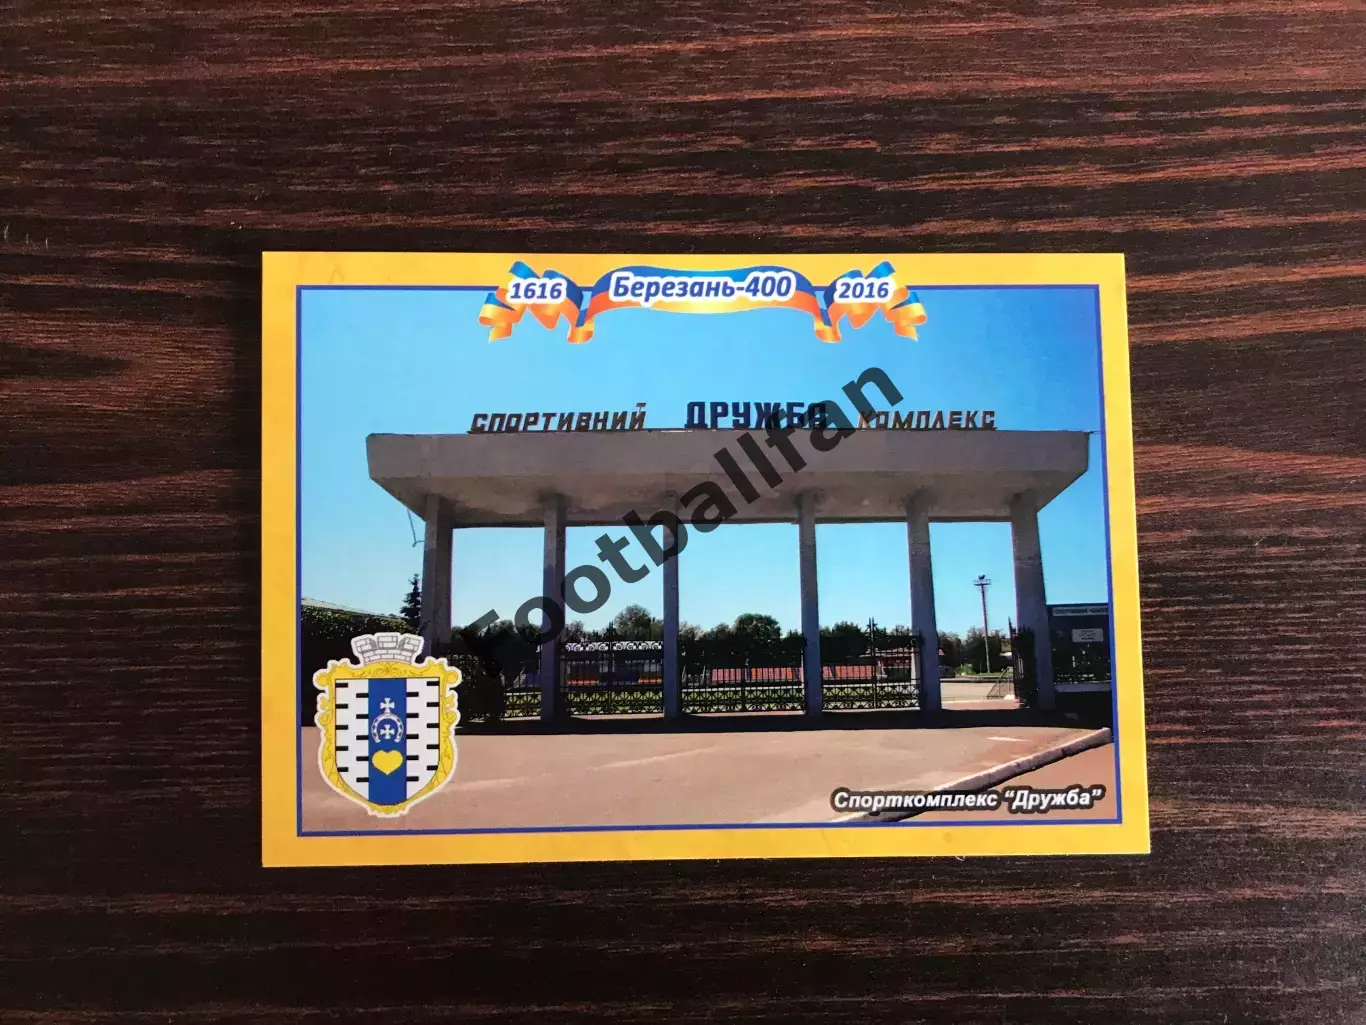 1616 Березань-400 2016
СПОРТИВНИЙ ДРУЖБА КОМПЛЕКС
Footballfan
Спорткомплекс “Дружба”